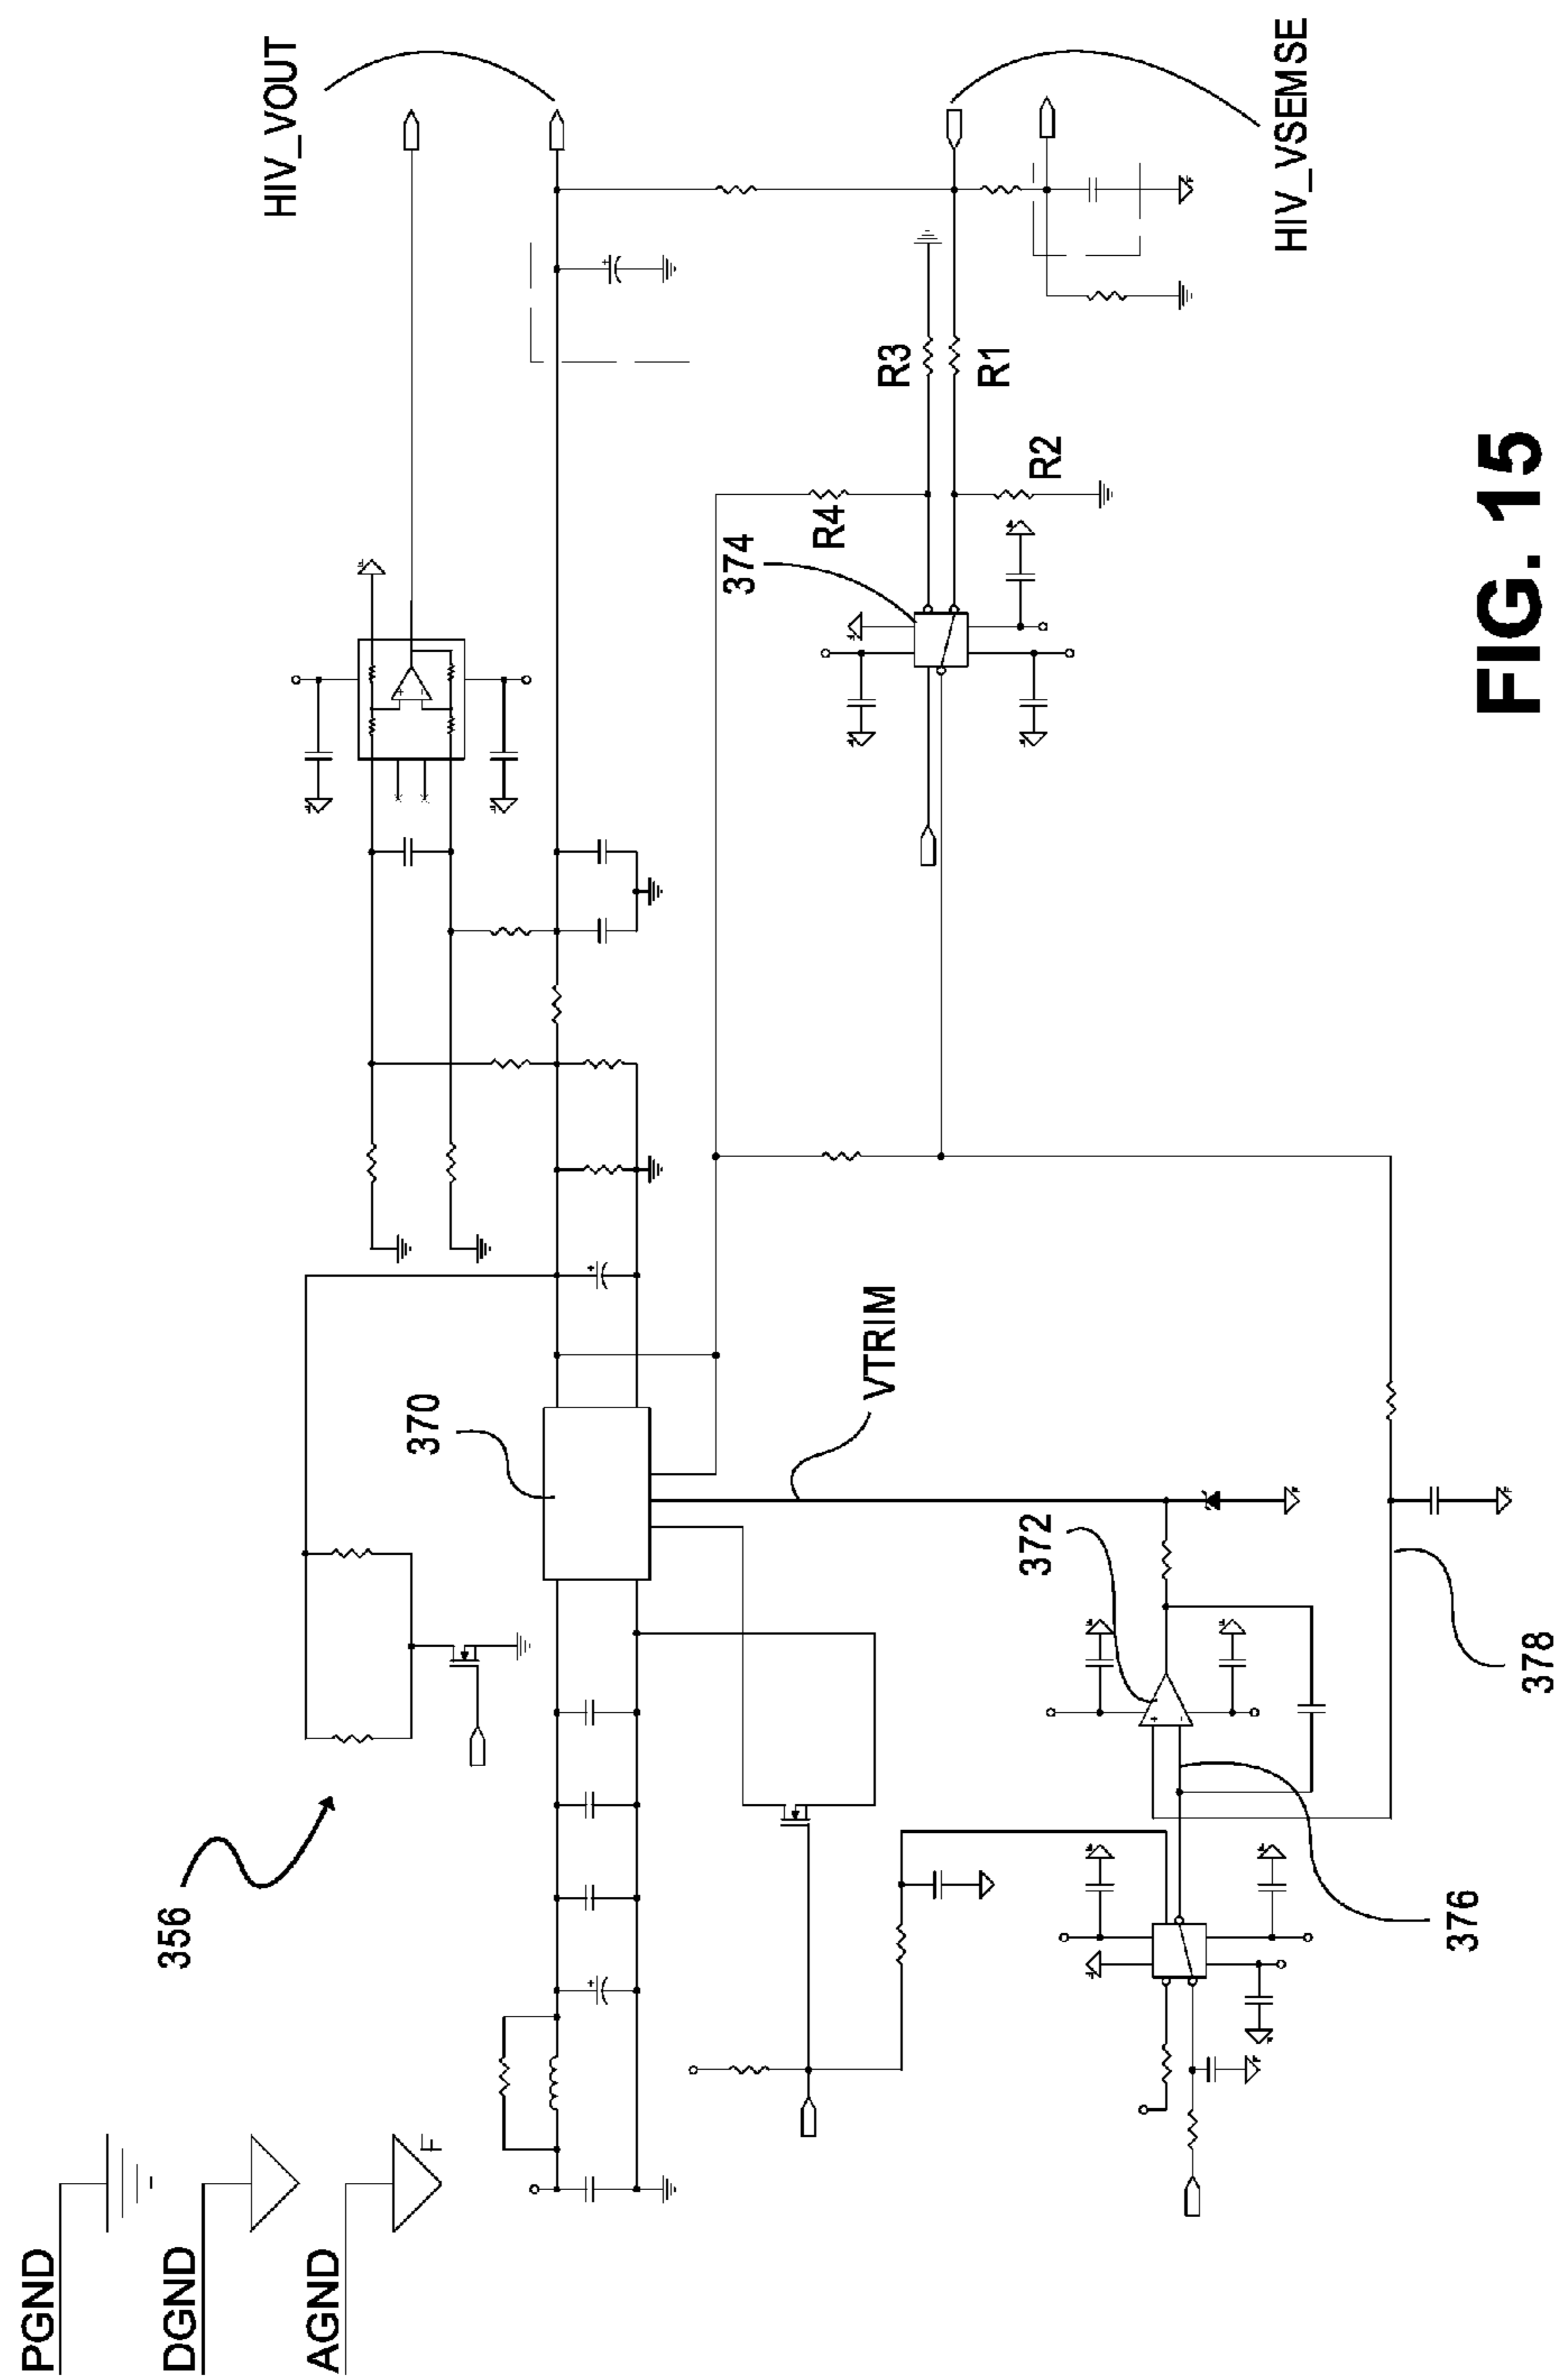 PGND
DGND
AGND
356
370
HIV_VOUT
VTRIM
374
R4
R3
R1
R2
HIV_VSEMSE
372
376
378
FIG. 15